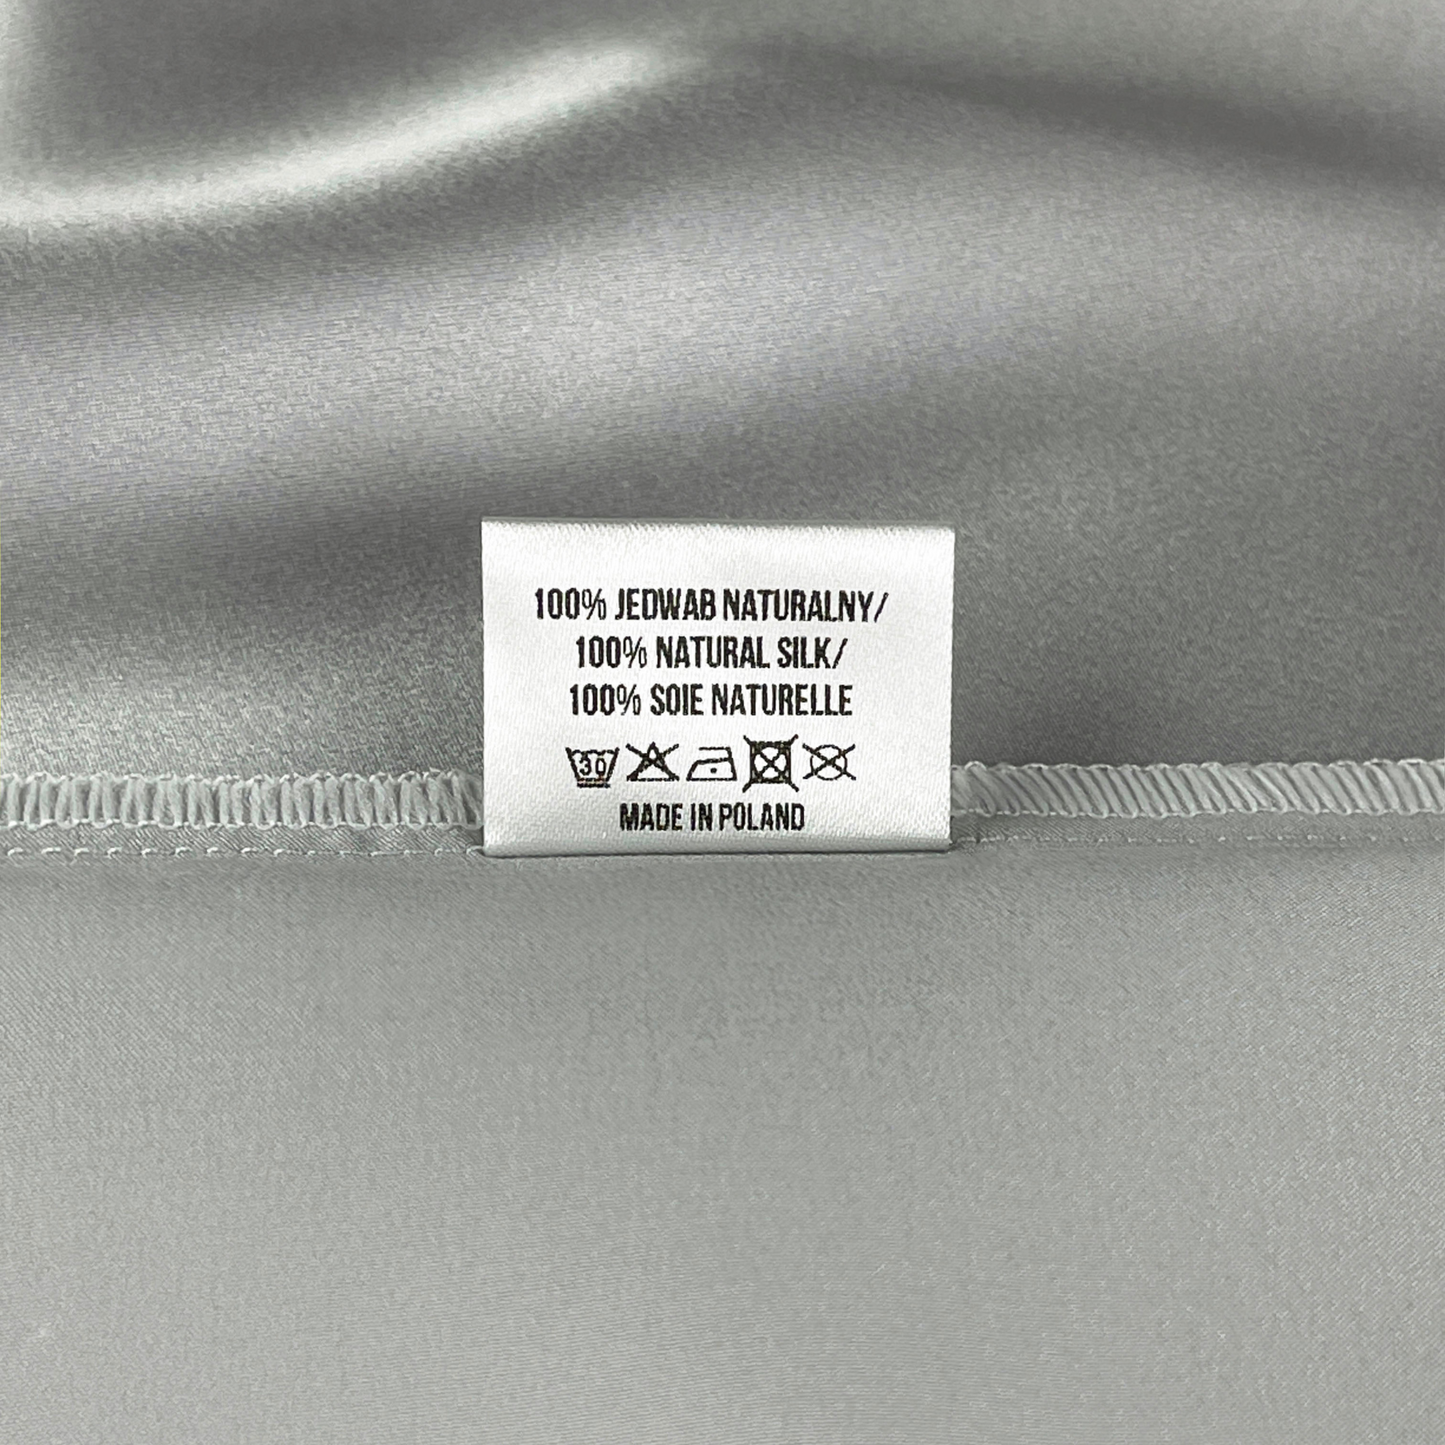 100% JEDWAB NATURALNY/
100% NATURAL SILK/
100% SOIE NATURELLE
30
MADE IN POLAND